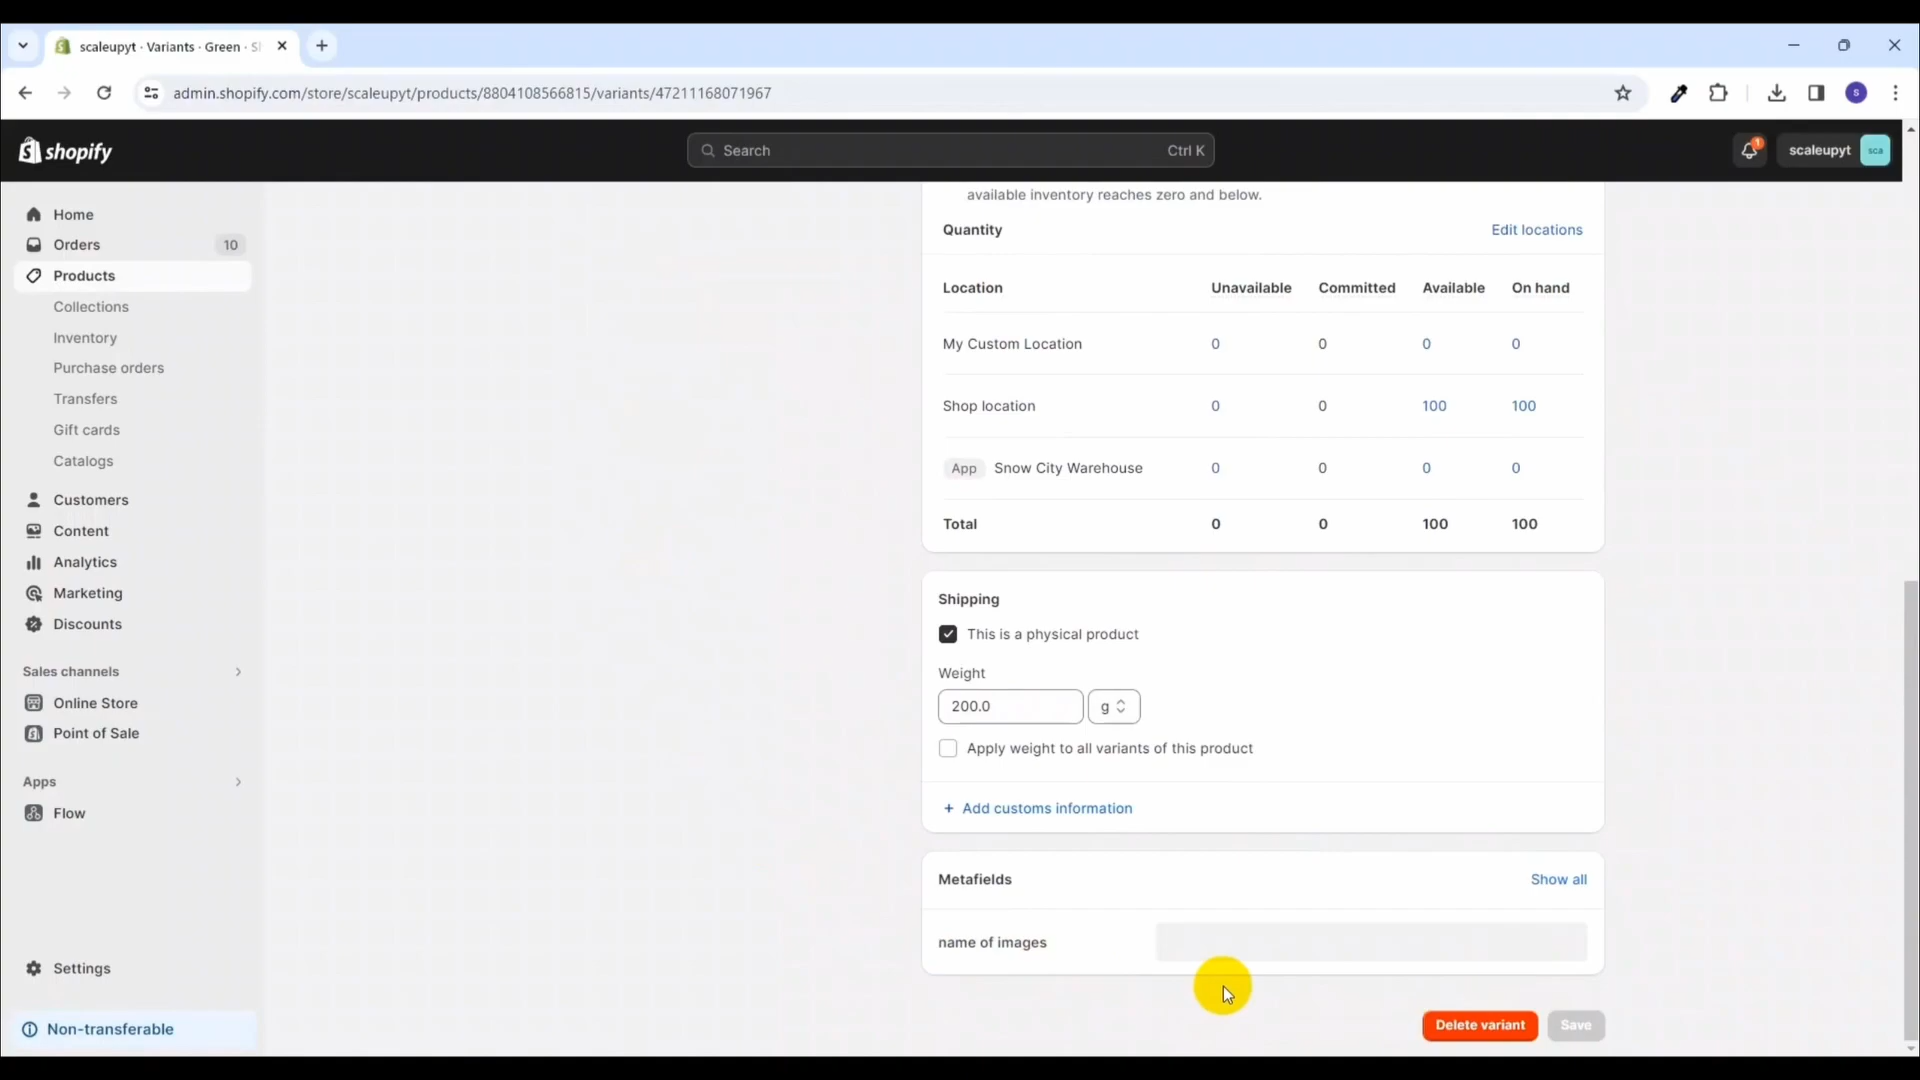 scaleupyt · Variants · Green · S
admin.shopify.com/store/scaleupyt/products/8804108566815/variants/47211168071967
S
shopify
Search
Ctrl K
1
scaleupyt
sca
Home
Orders
10
Products
Collections
Inventory
Purchase orders
Transfers
Gift cards
Catalogs
Customers
Content
Analytics
Marketing
Discounts
Sales channels
Online Store
Point of Sale
Apps
Flow
Settings
Non-transferable
available inventory reaches zero and below.
Quantity
Edit locations
Location Unavailable Committed Available On hand
My Custom Location 0 0 0 0
Shop location 0 0 100 100
App Snow City Warehouse 0 0 0 0
Total 0 0 100 100
Shipping
This is a physical product
Weight
200.0 g
Apply weight to all variants of this product
+ Add customs information
Metafields
Show all
name of images
Delete variant
Save